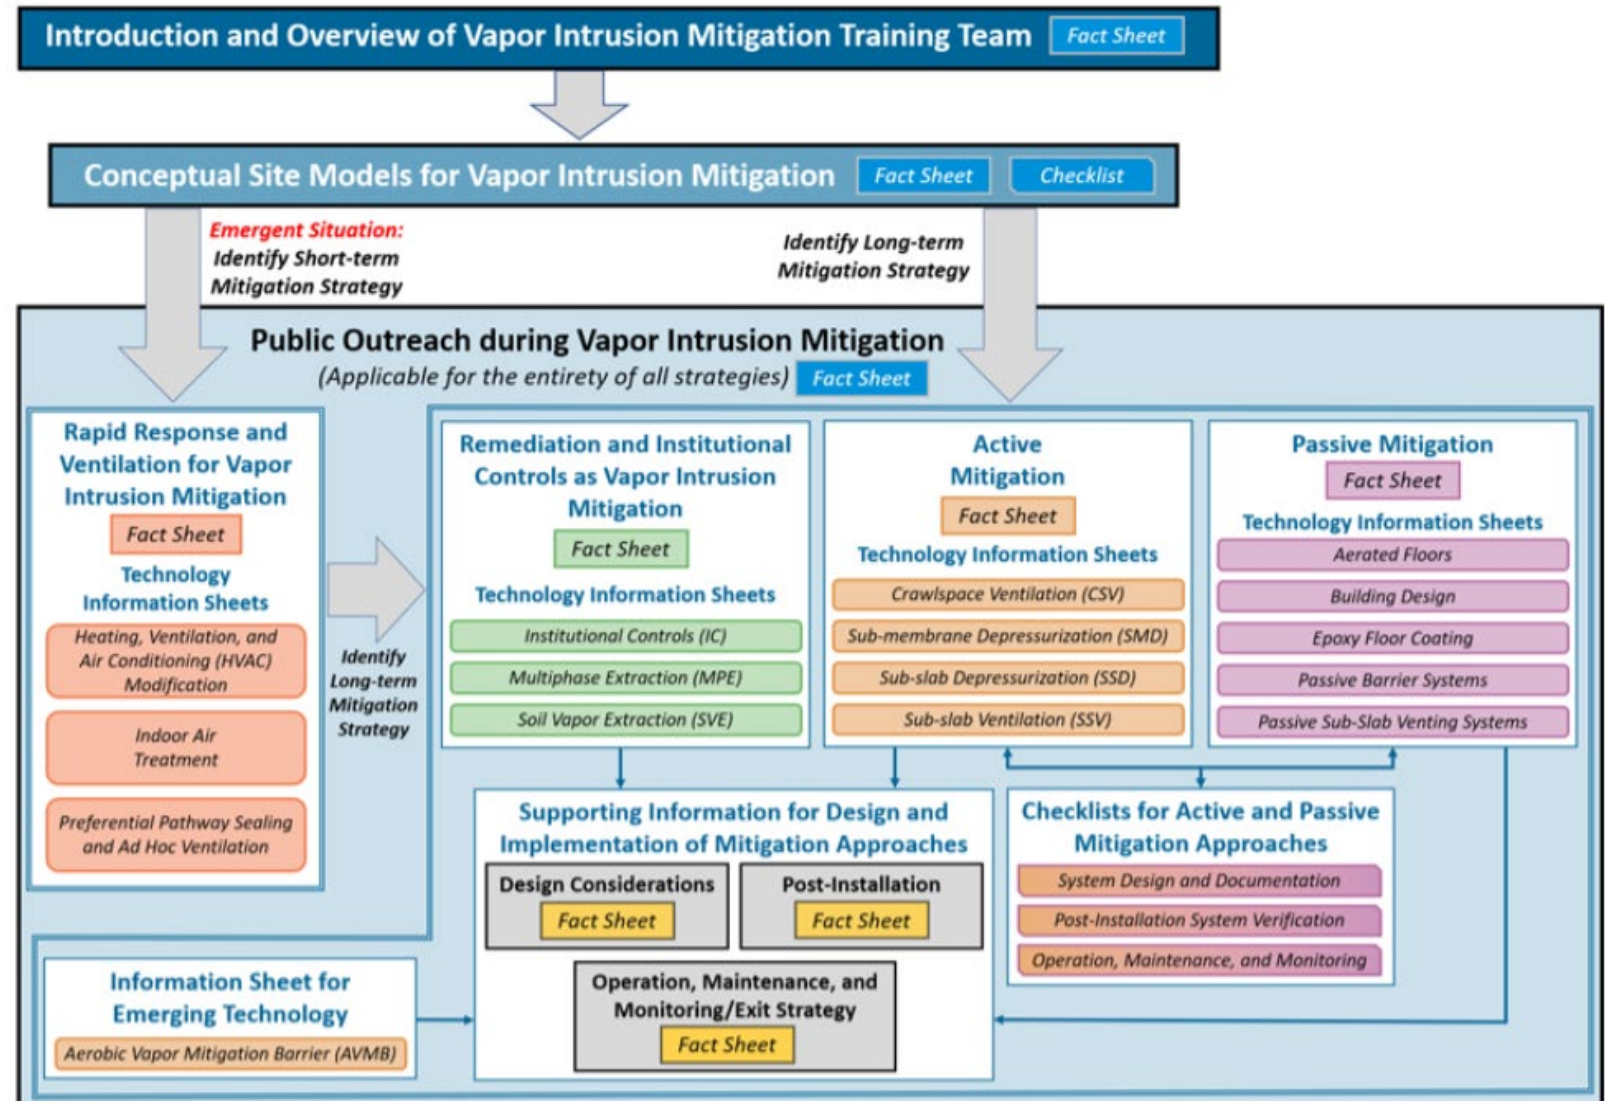 Introduction and Overview of Vapor Intrusion Mitigation Training Team
Fact Sheet
Conceptual Site Models for Vapor Intrusion Mitigation
Fact Sheet
Checklist
Emergent Situation:
Identify Short-term
Mitigation Strategy
Identify Long-term
Mitigation Strategy
Public Outreach during Vapor Intrusion Mitigation
(Applicable for the entirety of all strategies)
Fact Sheet
Rapid Response and
Ventilation for Vapor
Intrusion Mitigation
Fact Sheet
Technology
Information Sheets
Heating, Ventilation, and
Air Conditioning (HVAC)
Modification
Indoor Air
Treatment
Preferential Pathway Sealing
and Ad Hoc Ventilation
Identify
Long-term
Mitigation
Strategy
Remediation and Institutional
Controls as Vapor Intrusion
Mitigation
Fact Sheet
Technology Information Sheets
Institutional Controls (IC)
Multiphase Extraction (MPE)
Soil Vapor Extraction (SVE)
Active
Mitigation
Fact Sheet
Technology Information Sheets
Crawlspace Ventilation (CSV)
Sub-membrane Depressurization (SMD)
Sub-slab Depressurization (SSD)
Sub-slab Ventilation (SSV)
Passive Mitigation
Fact Sheet
Technology Information Sheets
Aerated Floors
Building Design
Epoxy Floor Coating
Passive Barrier Systems
Passive Sub-Slab Venting Systems
Supporting Information for Design and
Implementation of Mitigation Approaches
Design Considerations
Fact Sheet
Post-Installation
Fact Sheet
Operation, Maintenance, and
Monitoring/Exit Strategy
Fact Sheet
Checklists for Active and Passive
Mitigation Approaches
System Design and Documentation
Post-Installation System Verification
Operation, Maintenance, and Monitoring
Information Sheet for
Emerging Technology
Aerobic Vapor Mitigation Barrier (AVMB)